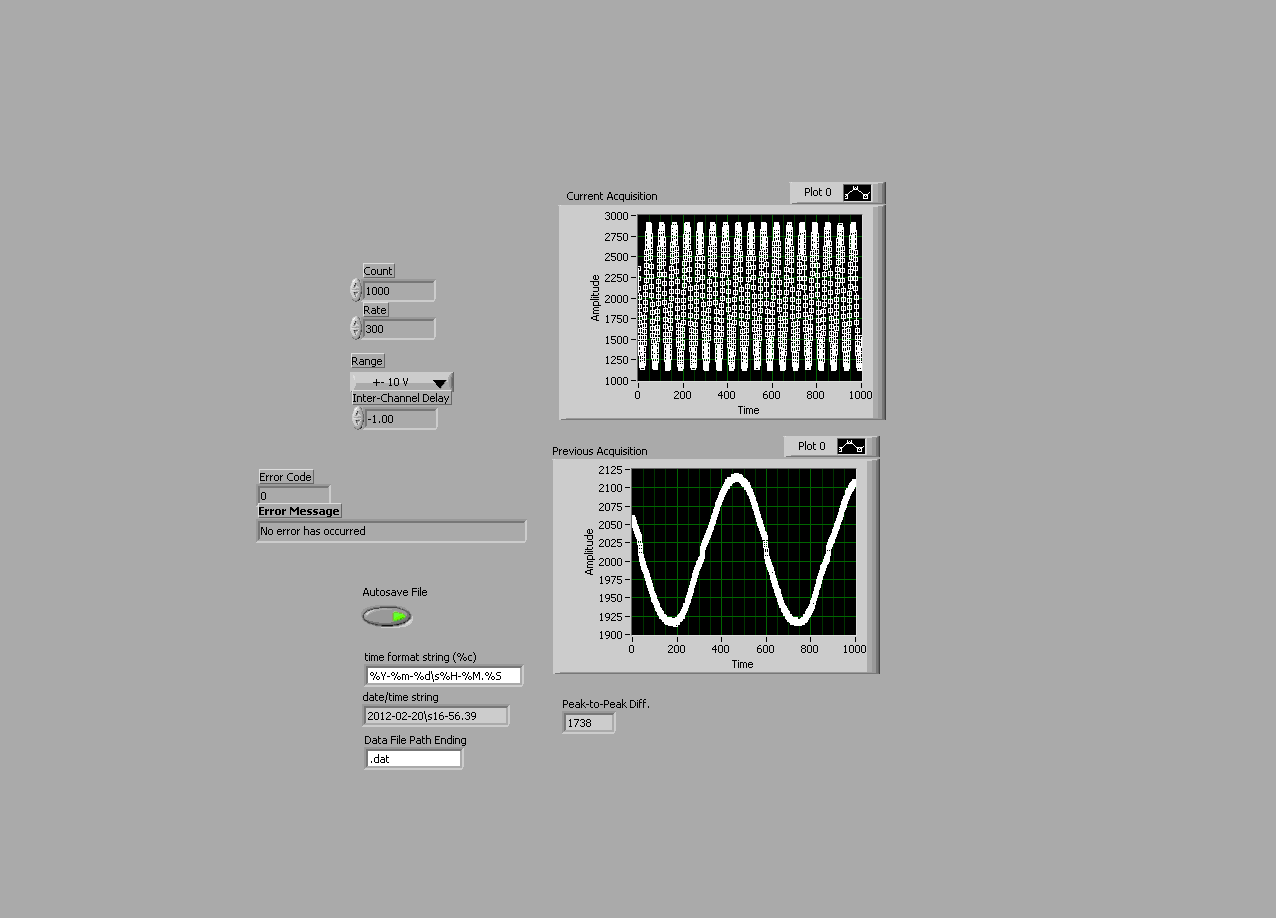 Current Acquisition
Plot 0
3000
2750
2500
2250
2000
1750
1500
1250
1000
Amplitude
0 200 400 600 800 1000
Time
Count
1000
Rate
300
Range
+- 10 V
Inter-Channel Delay
-1.00
Previous Acquisition
Plot 0
2125
2100
2075
2050
2025
2000
1975
1950
1925
1900
Amplitude
0 200 400 600 800 1000
Time
Error Code
0
Error Message
No error has occurred
Autosave File
time format string (%c)
%Y-%m-%d\s%H-%M.%S
date/time string
2012-02-20\s16-56.39
Data File Path Ending
.dat
Peak-to-Peak Diff.
1738